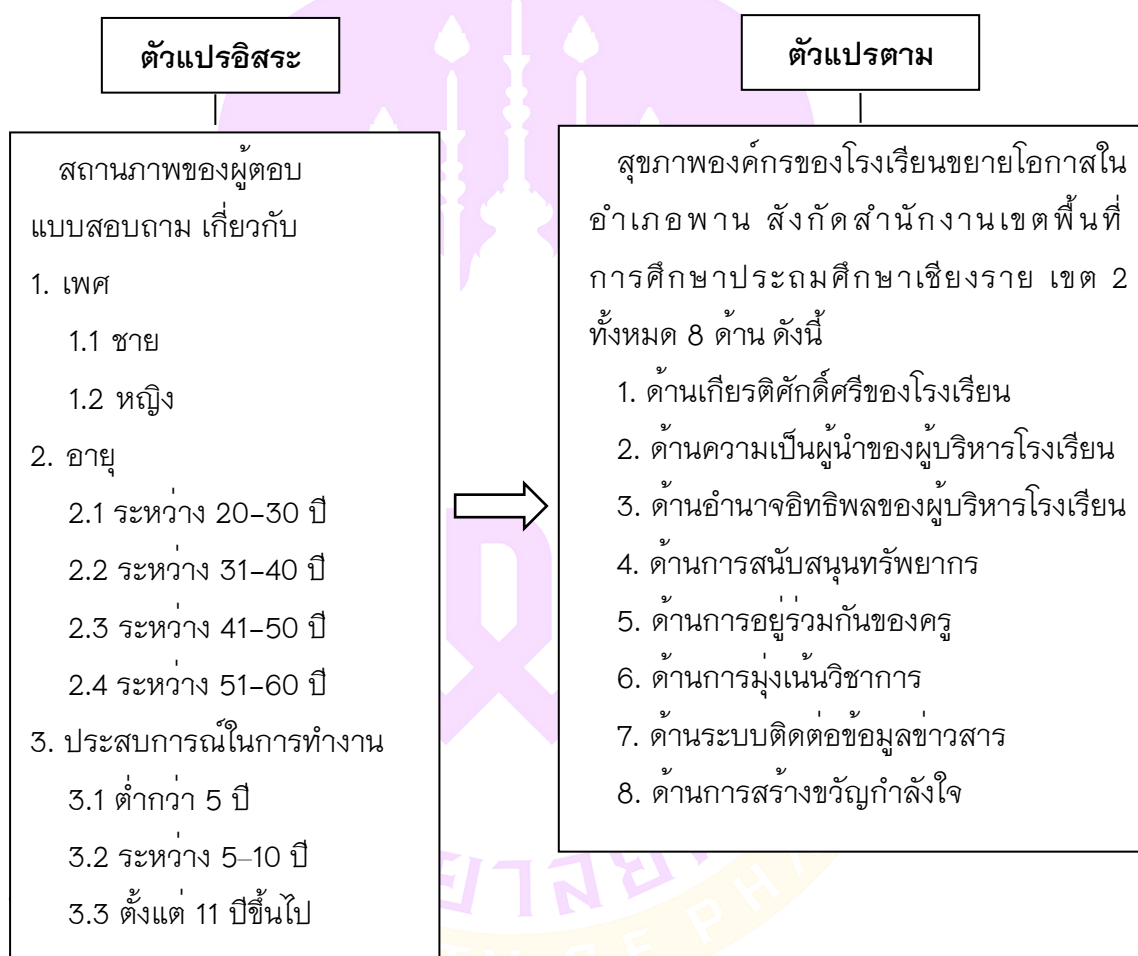 ตัวแปรอิสระ
สถานภาพของผู้ตอบ
แบบสอบถาม เกี่ยวกับ
1. เพศ
1.1 ชาย
1.2 หญิง
2. อายุ
2.1 ระหว่าง 20–30 ปี
2.2 ระหว่าง 31–40 ปี
2.3 ระหว่าง 41–50 ปี
2.4 ระหว่าง 51–60 ปี
3. ประสบการณ์ในการทำงาน
3.1 ต่ำกว่า 5 ปี
3.2 ระหว่าง 5–10 ปี
3.3 ตั้งแต่ 11 ปีขึ้นไป
ตัวแปรตาม
สุขภาพองค์กรของโรงเรียนขยายโอกาสใน
อำเภอพาน สังกัดสำนักงานเขตพื้นที่
การศึกษาประถมศึกษาเชียงราย เขต 2
ทั้งหมด 8 ด้าน ดังนี้
1. ด้านเกียรติศักดิ์ศรีของโรงเรียน
2. ด้านความเป็นผู้นำของผู้บริหารโรงเรียน
3. ด้านอำนาจอิทธิพลของผู้บริหารโรงเรียน
4. ด้านการสนับสนุนทรัพยากร
5. ด้านการอยู่ร่วมกันของครู
6. ด้านการมุ่งเน้นวิชาการ
7. ด้านระบบติดต่อข้อมูลข่าวสาร
8. ด้านการสร้างขวัญกำลังใจ